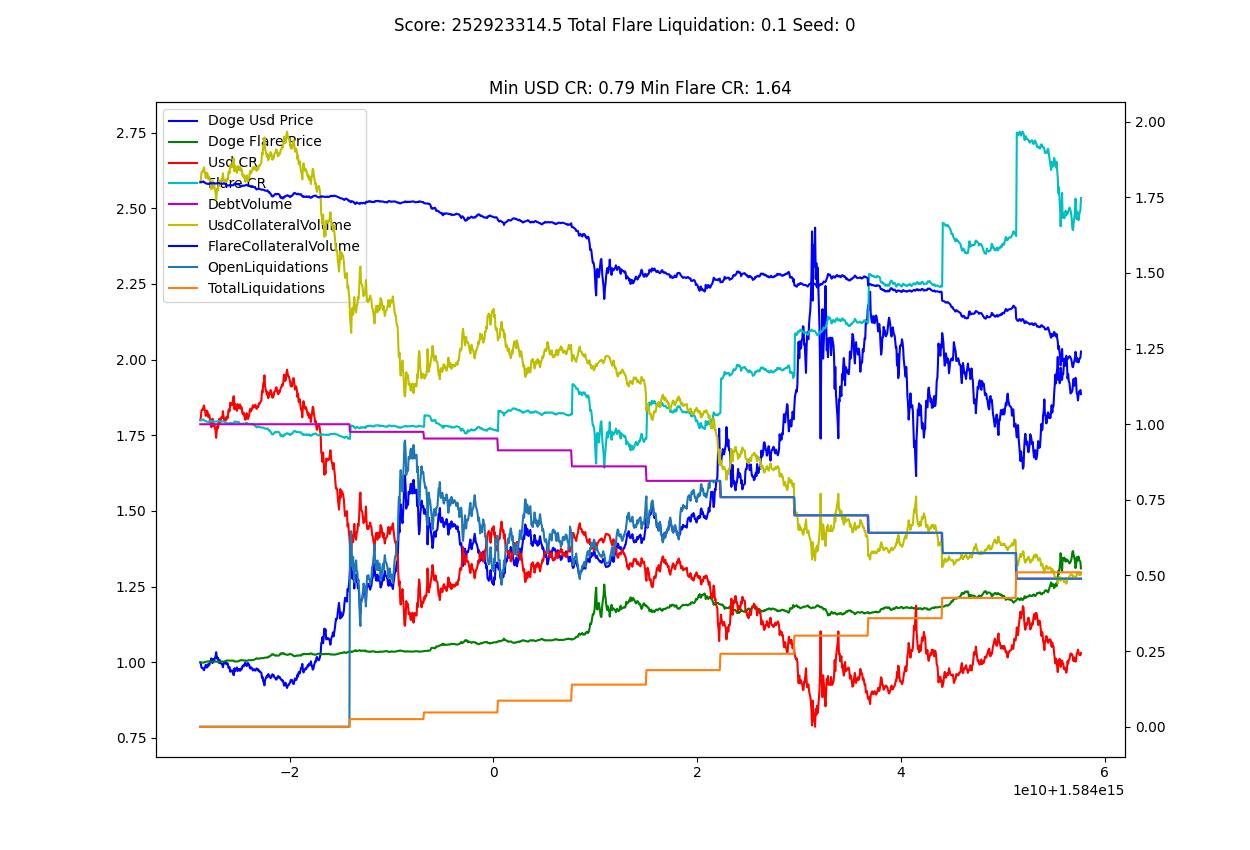 Score: 252923314.5 Total Flare Liquidation: 0.1 Seed: 0
Min USD CR: 0.79 Min Flare CR: 1.64
Doge Usd Price
Doge Flare Price
Usd CR
Flare CR
DebtVolume
UsdCollateralVolume
FlareCollateralVolume
OpenLiquidations
TotalLiquidations
2.75
2.50
2.25
2.00
1.75
1.50
1.25
1.00
0.75
2.00
1.75
1.50
1.25
1.00
0.75
0.50
0.25
0.00
−2 0 2 4 6
1e10+1.584e15